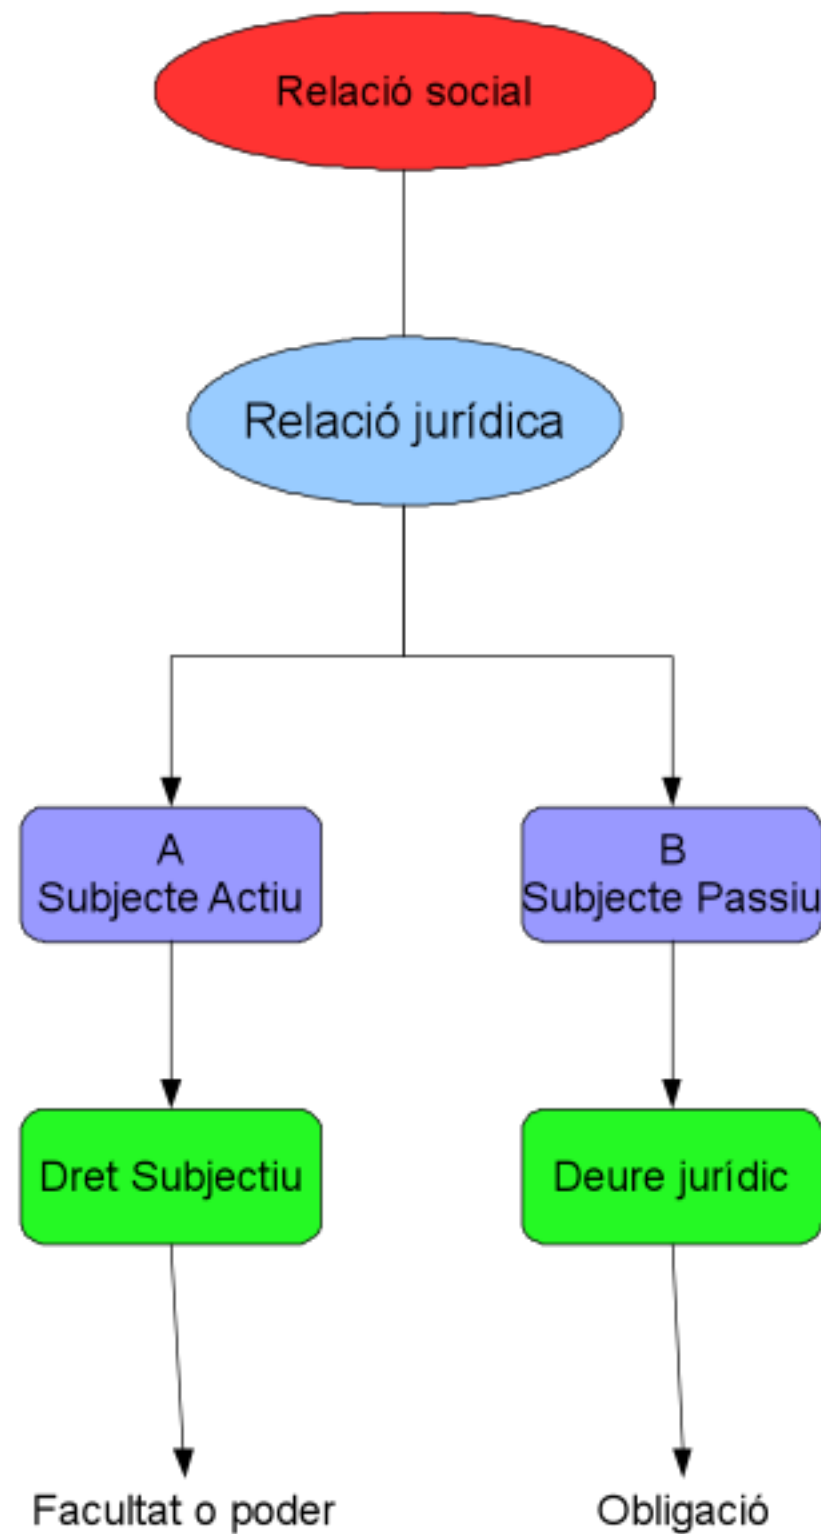 Relació social
Relació jurídica
A
Subjecte Actiu
B
Subjecte Passiu
Dret Subjectiu
Deure jurídic
Facultat o poder
Obligació